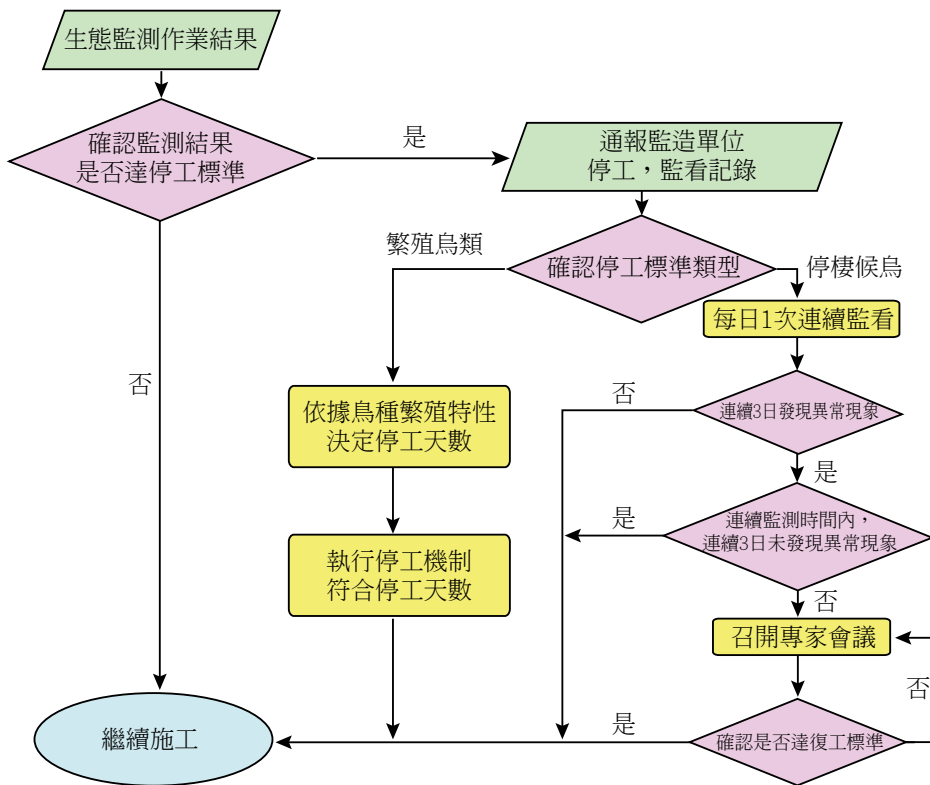 生態監測作業結果
確認監測結果
是否達停工標準
是
通報監造單位
停工，監看記錄
繁殖鳥類
確認停工標準類型
停棲候鳥
每日1次連續監看
否
依據鳥種繁殖特性
決定停工天數
否
連續3日發現異常現象
是
連續監測時間內，
連續3日未發現異常現象
是
執行停工機制
符合停工天數
否
召開專家會議
否
繼續施工
是
確認是否達復工標準